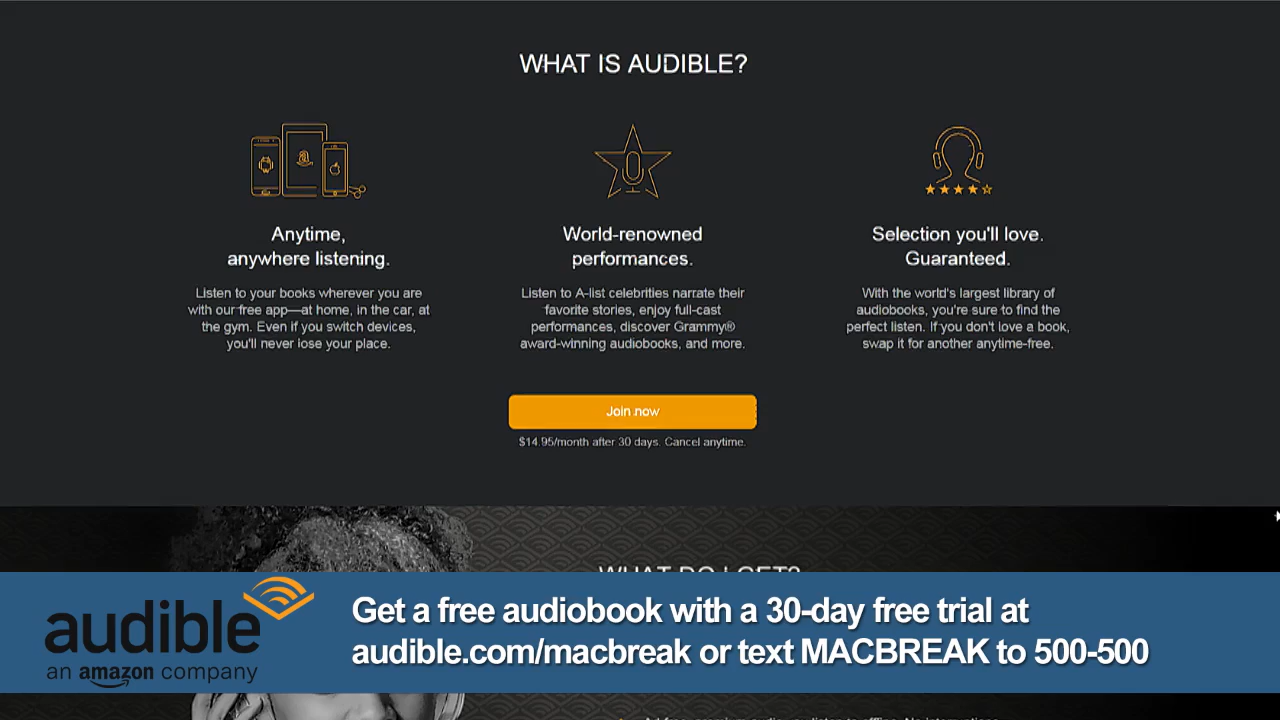 WHAT IS AUDIBLE?
Anytime,
anywhere listening.
Listen to your books wherever you are
with our free app—at home, in the car, at
the gym. Even if you switch devices,
you'll never lose your place.
World-renowned
performances.
Listen to A-list celebrities narrate their
favorite stories, enjoy full-cast
performances, discover Grammy®
award-winning audiobooks, and more.
Selection you'll love.
Guaranteed.
With the world's largest library of
audiobooks, you're sure to find the
perfect listen. If you don't love a book,
swap it for another anytime-free.
Join now
$14.95/month after 30 days. Cancel anytime.
WHAT DO I GET?
audible
an amazon company
Get a free audiobook with a 30-day free trial at
audible.com/macbreak or text MACBREAK to 500-500